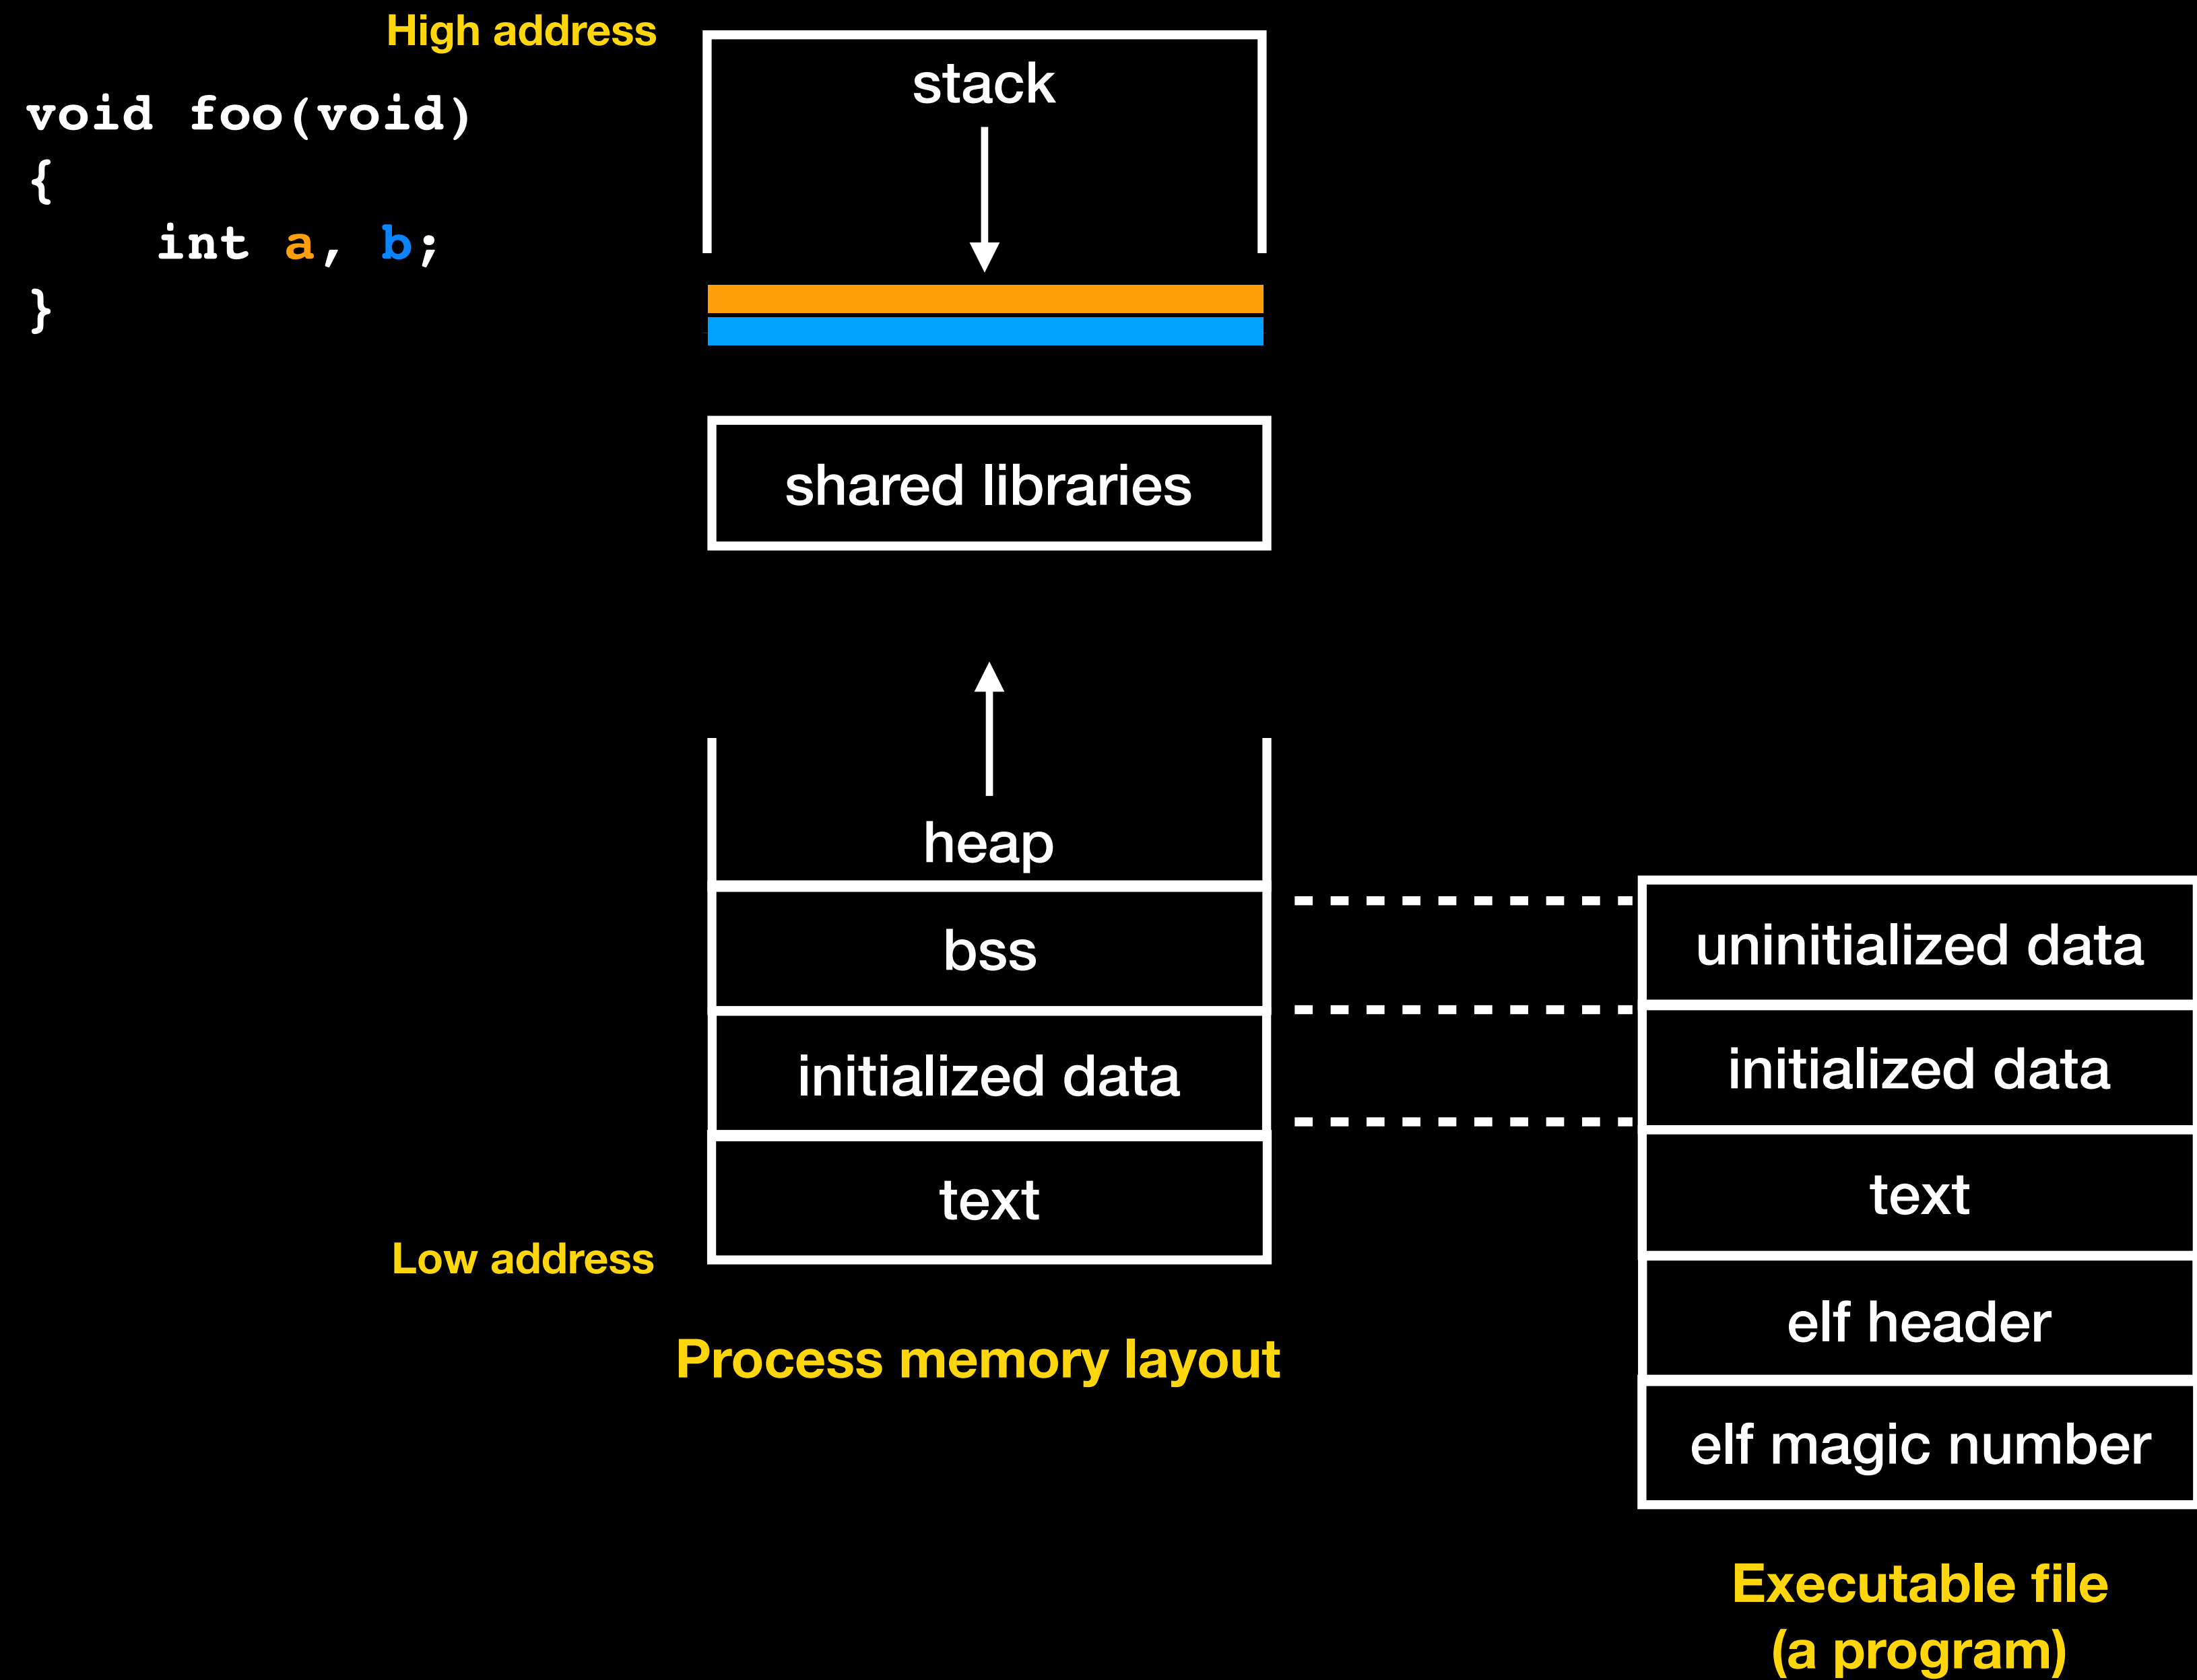 High address
void foo(void)
{
int a, b;
}
stack
shared libraries
heap
bss
initialized data
text
Low address
Process memory layout
uninitialized data
initialized data
text
elf header
elf magic number
Executable file
(a program)